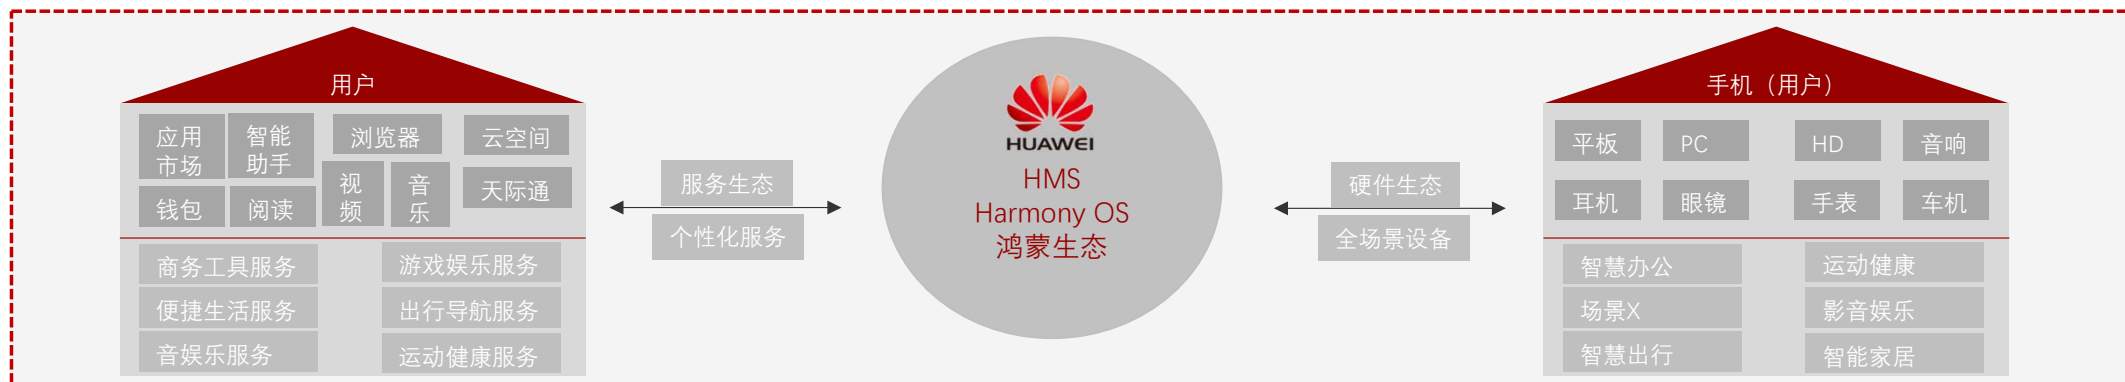 用户
应用
市场
智能
助手
浏览器
云空间
钱包
阅读
视
频
音
乐
天际通
商务工具服务
游戏娱乐服务
便捷生活服务
出行导航服务
音娱乐服务
运动健康服务
服务生态
个性化服务
HUAWEI
HMS
Harmony OS
鸿蒙生态
硬件生态
全场景设备
手机（用户）
平板
PC
HD
音响
耳机
眼镜
手表
车机
智慧办公
运动健康
场景X
影音娱乐
智慧出行
智能家居